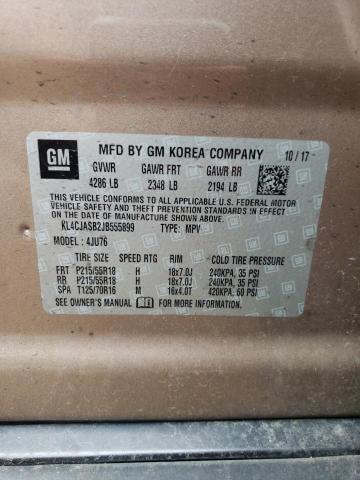 GM
MFD BY GM KOREA COMPANY 10/17
GVWR GAWR FRT GAWR RR
4286 LB 2348 LB 2194 LB
THIS VEHICLE CONFORMS TO ALL APPLICABLE U.S. FEDERAL MOTOR
VEHICLE SAFETY AND THEFT PREVENTION STANDARDS IN EFFECT ON
THE DATE OF MANUFACTURE SHOWN ABOVE.
KL4CJASB2JB555899 TYPE: MPV
MODEL: 4JU76
TIRE SIZE SPEED RTG RIM COLD TIRE PRESSURE
FRT P215/55R18 H 18x7.0J 240KPA, 35 PSI
RR P215/55R18 H 18x7.0J 240KPA, 35 PSI
SPA T125/70R16 M 16x4.0T 420KPA, 60 PSI
SEE OWNER'S MANUAL FOR MORE INFORMATION.